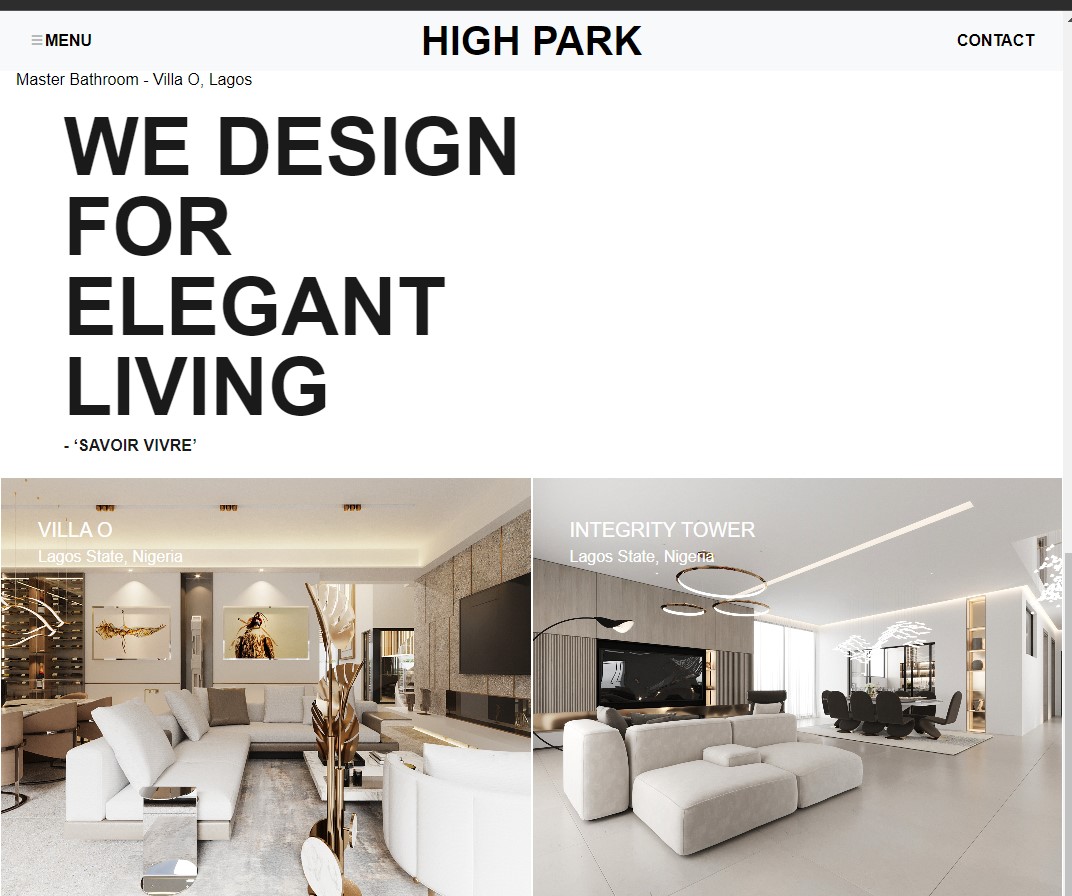 MENU
HIGH PARK
CONTACT
Master Bathroom - Villa O, Lagos
WE DESIGN
FOR
ELEGANT
LIVING
- ‘SAVOIR VIVRE’
VILLA O
Lagos State, Nigeria
INTEGRITY TOWER
Lagos State, Nigeria